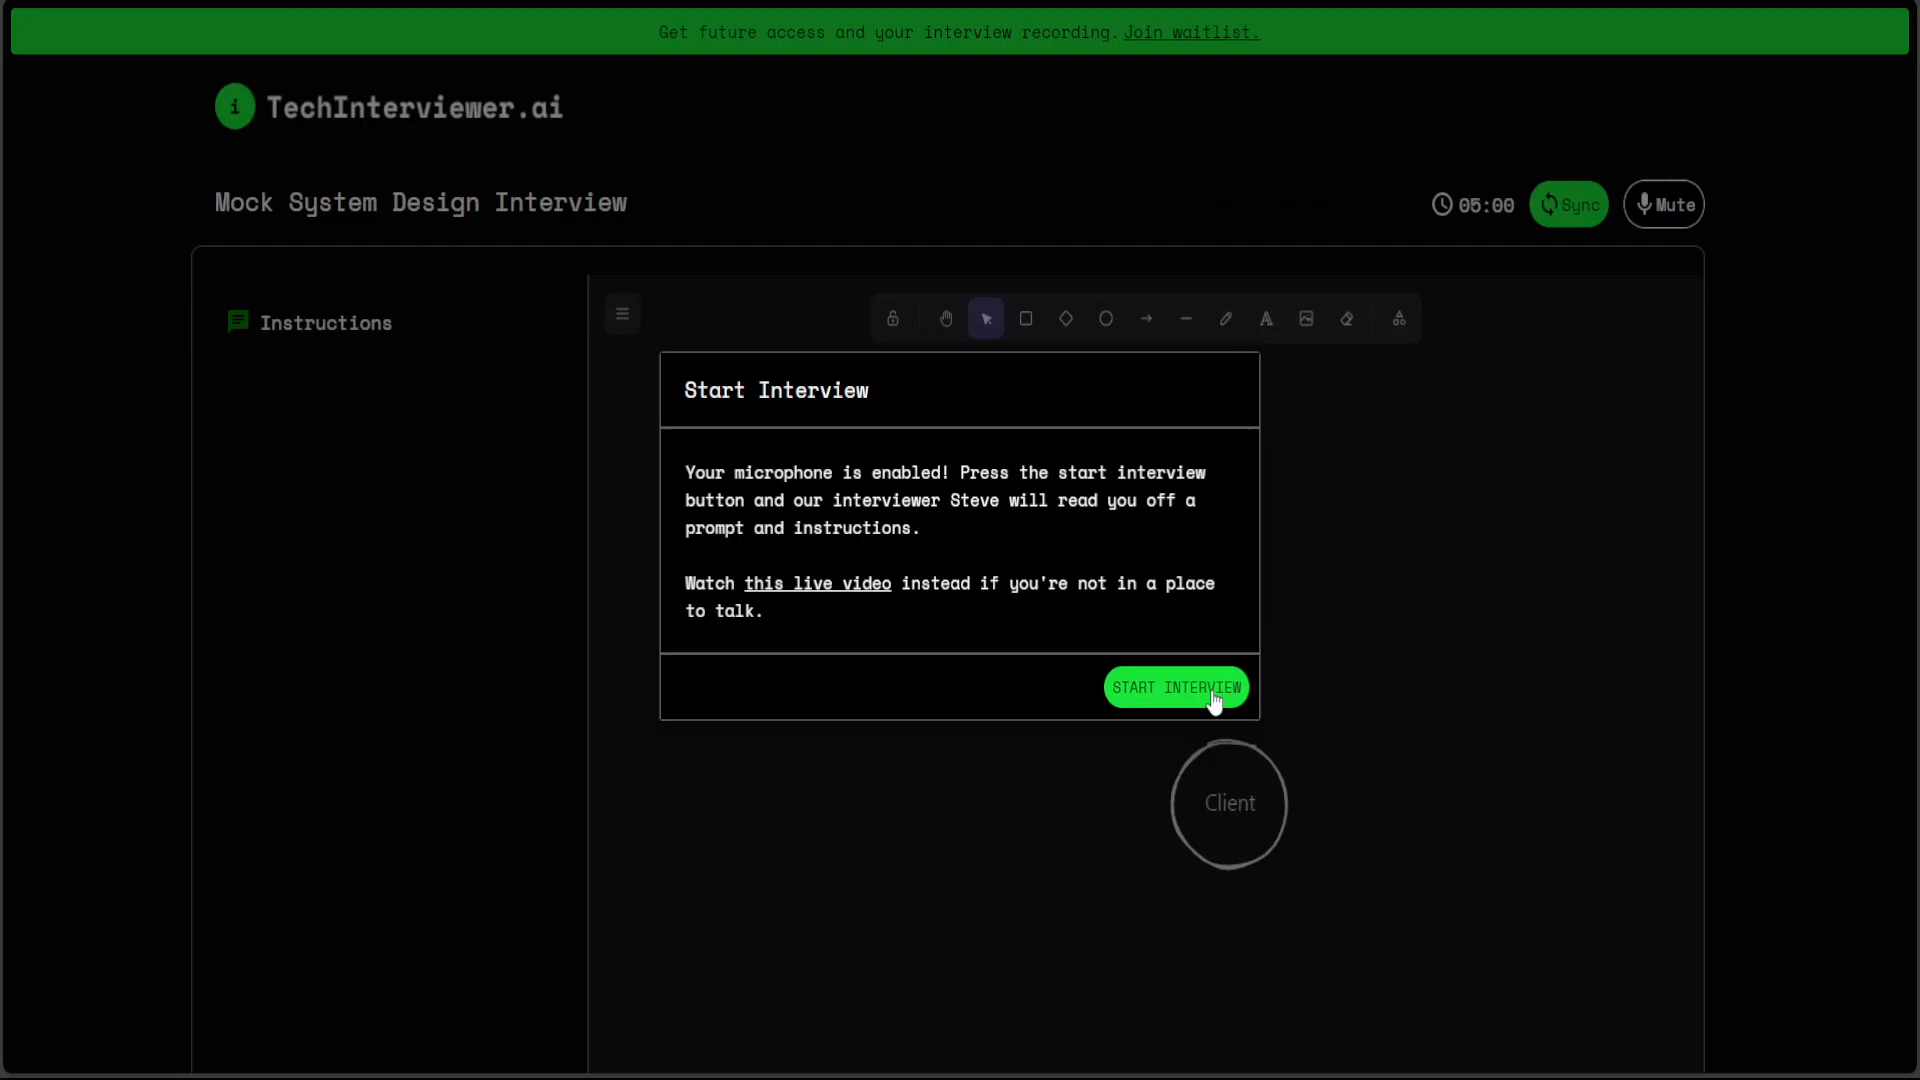 Get future access and your interview recording. Join waitlist.
i TechInterviewer.ai
Mock System Design Interview
05:00
Sync
Mute
Instructions
A
Start Interview
Your microphone is enabled! Press the start interview
button and our interviewer Steve will read you off a
prompt and instructions.
Watch this live video instead if you're not in a place
to talk.
START INTERVIEW
Client